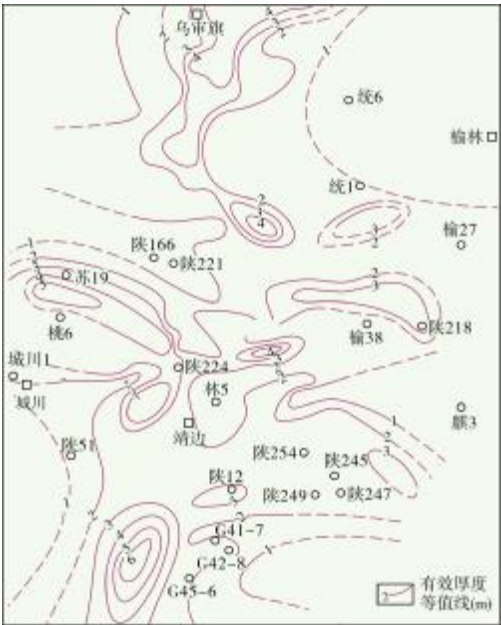 乌审旗
统6
榆林
统1
榆27
陕166
陕221
苏19
桃6
陕218
榆38
陕224
城川1
城川
林5
麒3
靖边
陕51
陕254
陕245
陕12
陕249
陕247
G41-7
G42-8
G45-6
有效厚度
等值线(m)